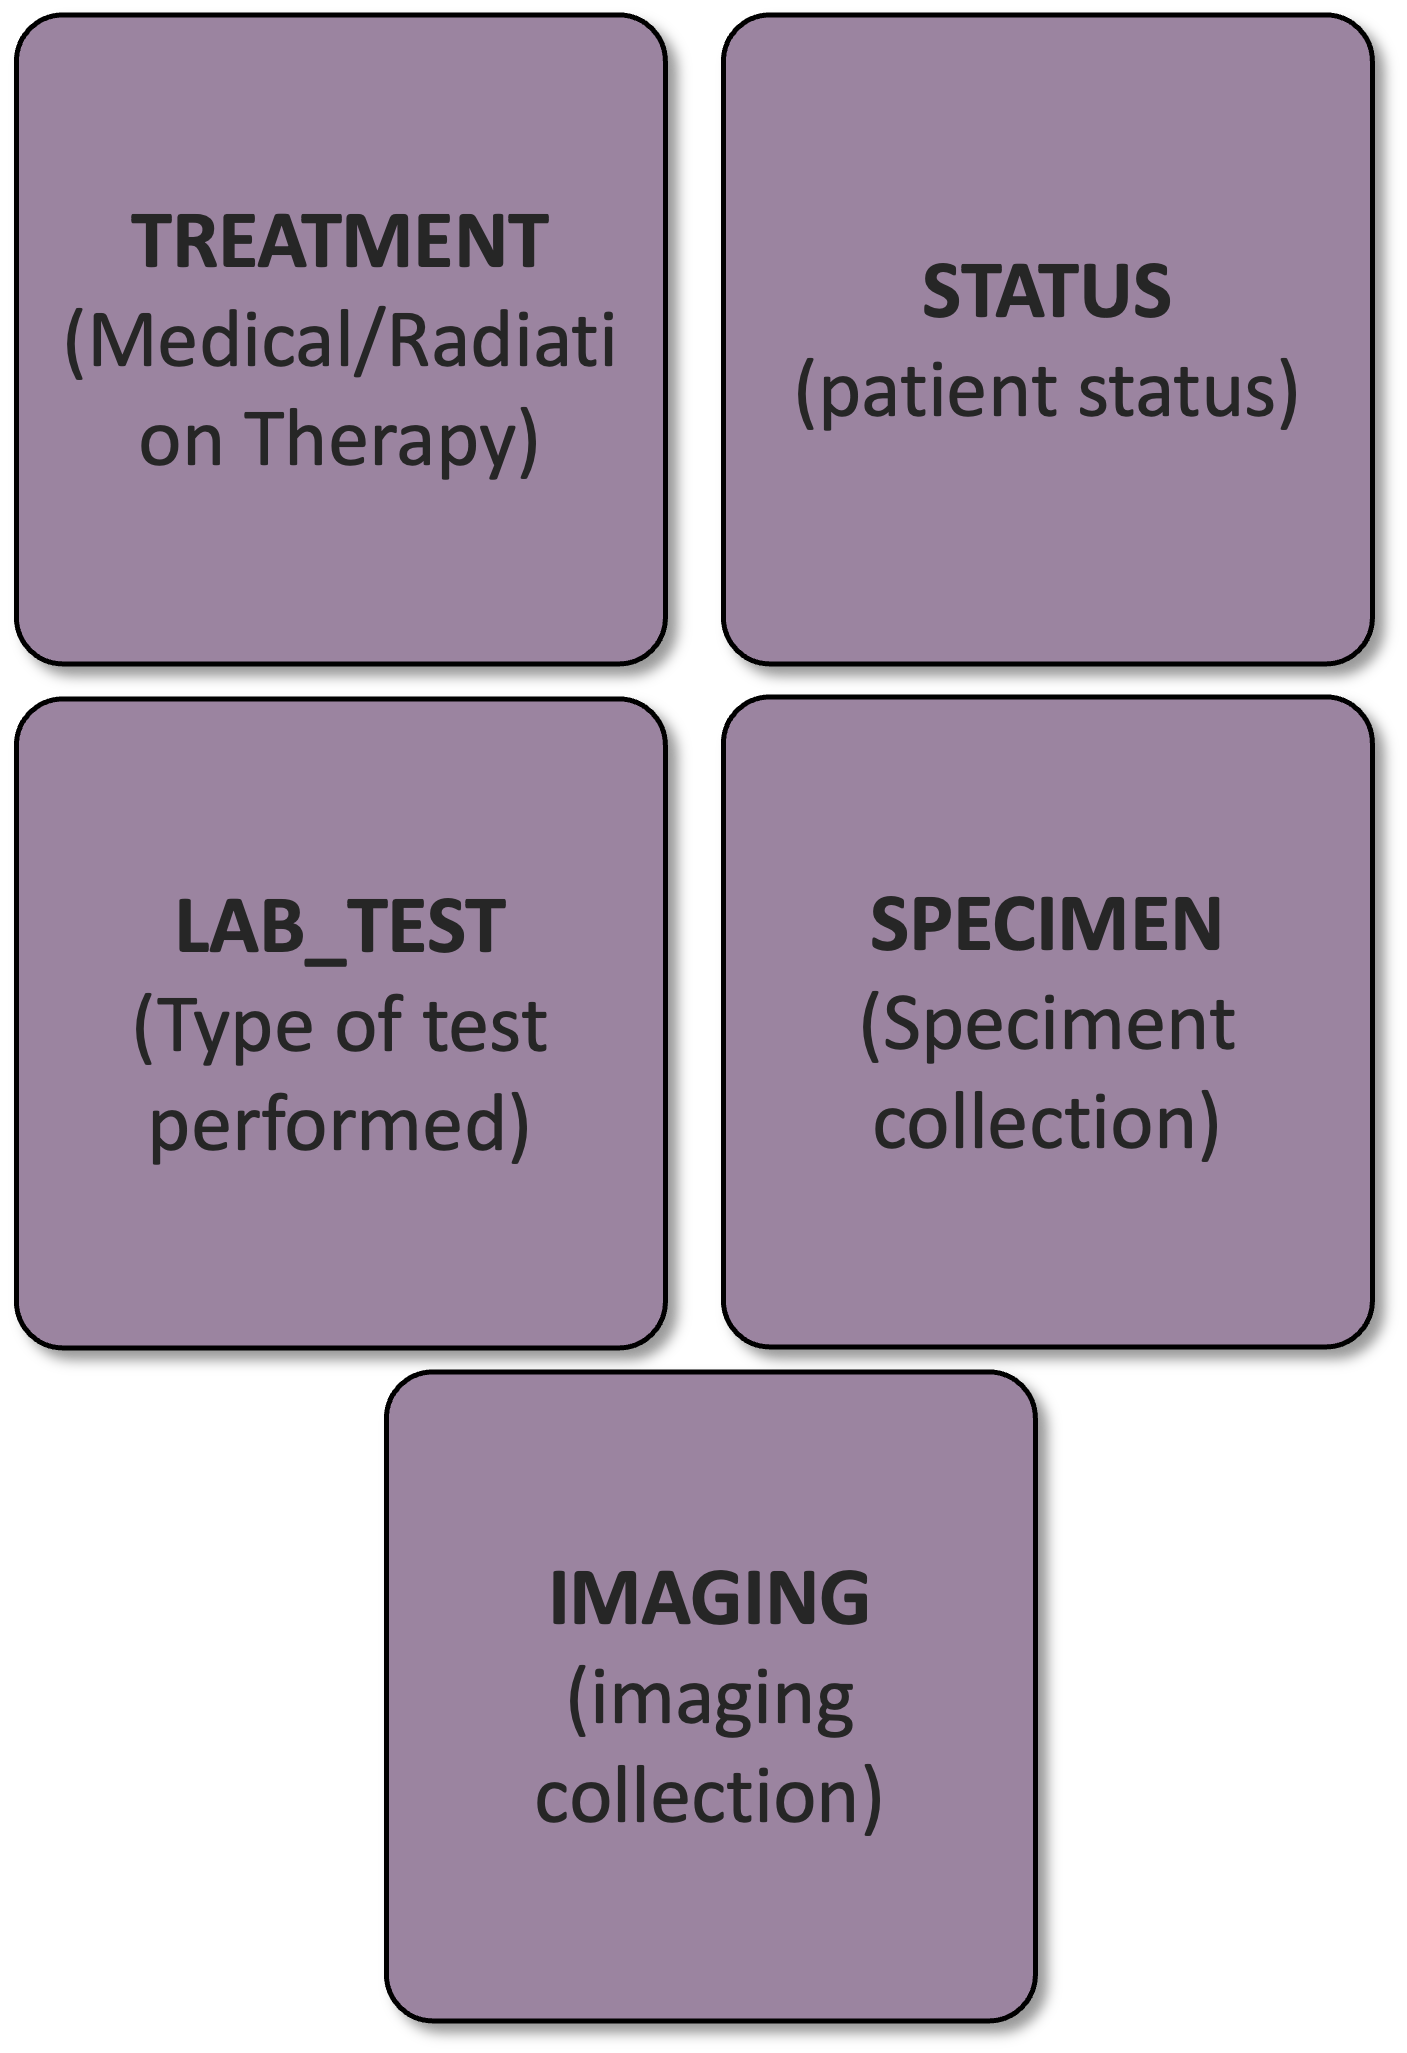 TREATMENT
(Medical/Radiati
on Therapy)
STATUS
(patient status)
LAB_TEST
(Type of test
performed)
SPECIMEN
(Speciment
collection)
IMAGING
(imaging
collection)